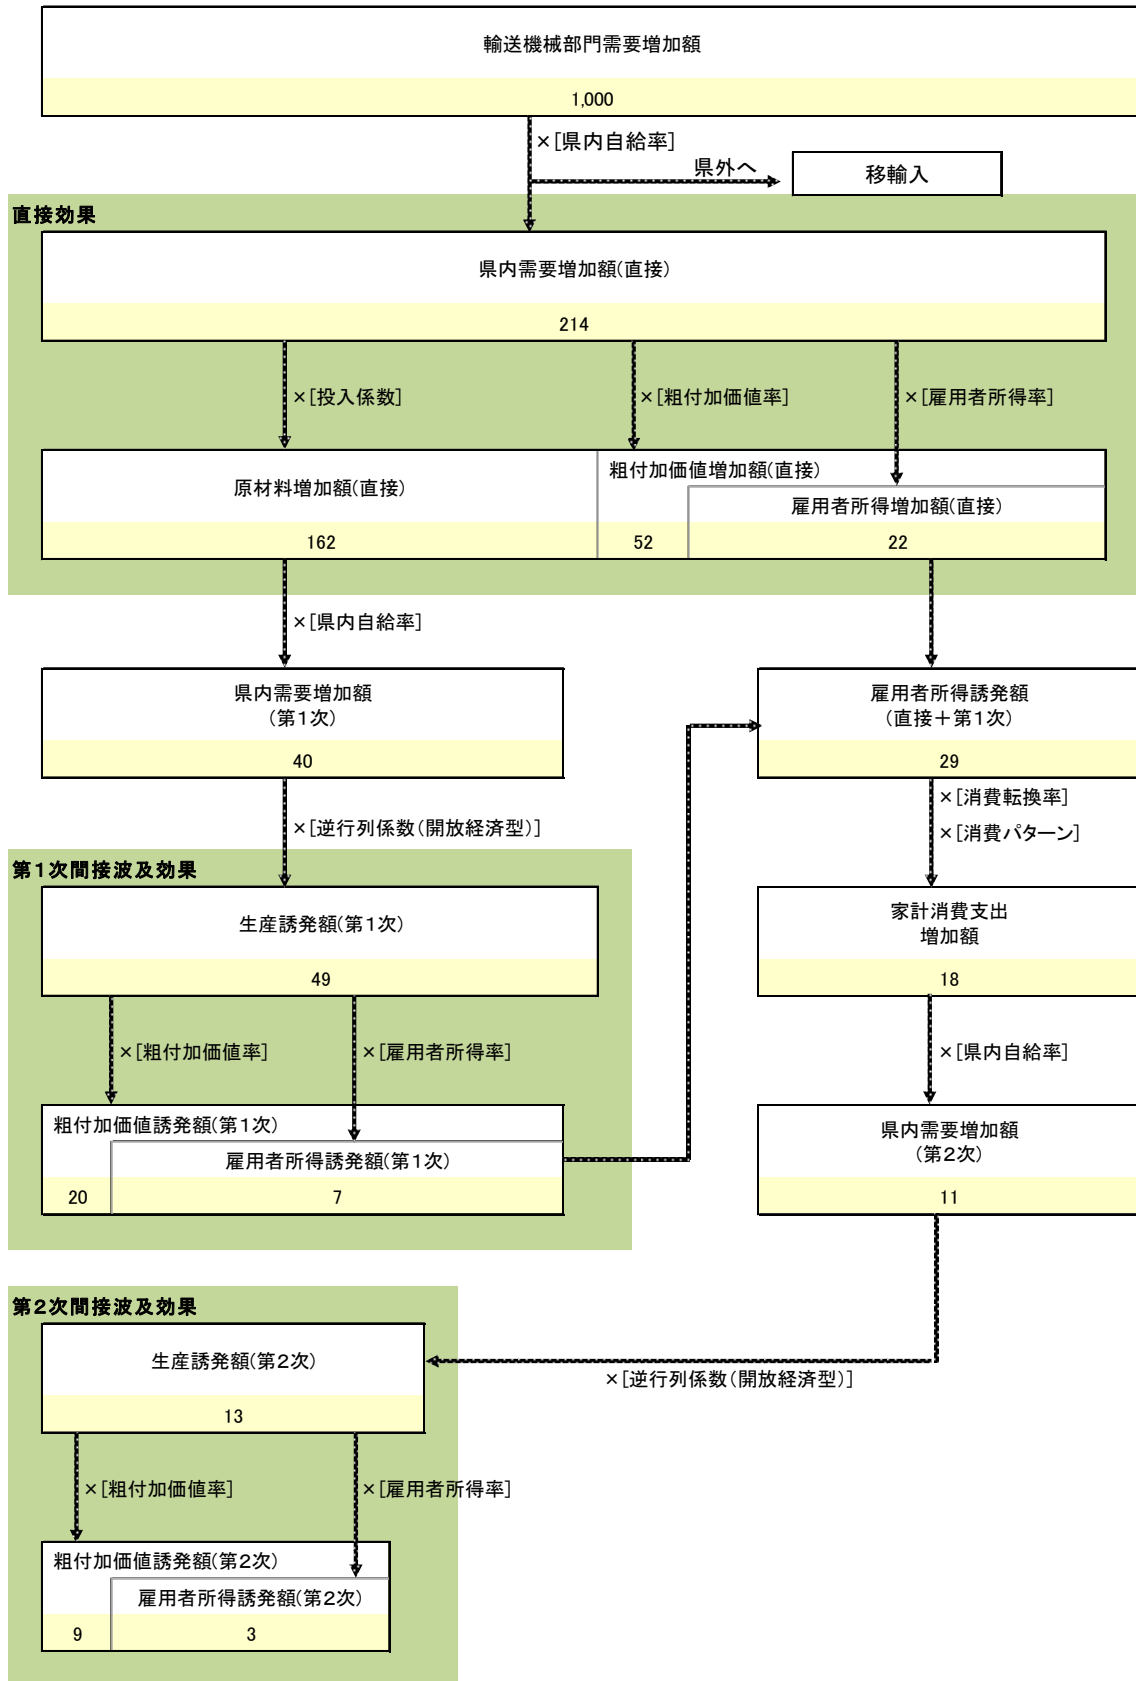 輸送機械部門需要増加額
1,000
×[県内自給率]
県外へ
移輸入
直接効果
県内需要増加額(直接)
214
×[投入係数]
×[粗付加価値率]
×[雇用者所得率]
原材料増加額(直接)
粗付加価値増加額(直接)
雇用者所得増加額(直接)
162
52
22
×[県内自給率]
県内需要増加額
(第1次)
40
雇用者所得誘発額
(直接+第1次)
29
×[消費転換率]
×[消費パターン]
×[逆行列係数(開放経済型)]
第1次間接波及効果
生産誘発額(第1次)
49
家計消費支出
増加額
18
×[粗付加価値率]
×[雇用者所得率]
×[県内自給率]
粗付加価値誘発額(第1次)
雇用者所得誘発額(第1次)
20
7
県内需要増加額
(第2次)
11
第2次間接波及効果
生産誘発額(第2次)
13
×[逆行列係数(開放経済型)]
×[粗付加価値率]
×[雇用者所得率]
粗付加価値誘発額(第2次)
雇用者所得誘発額(第2次)
9
3